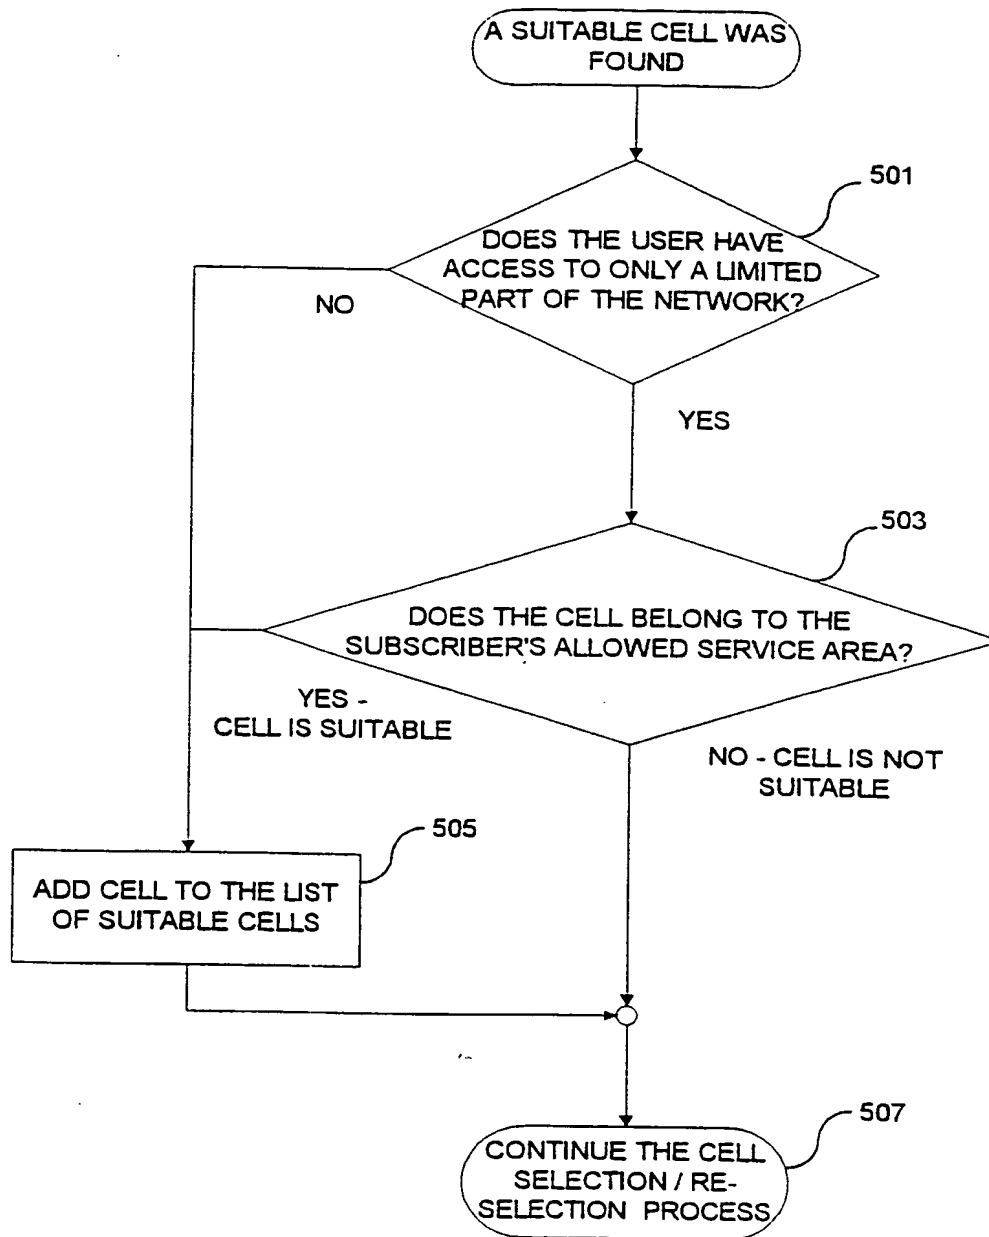 A SUITABLE CELL WAS
FOUND
501
DOES THE USER HAVE
ACCESS TO ONLY A LIMITED
PART OF THE NETWORK?
NO
YES
503
DOES THE CELL BELONG TO THE
SUBSCRIBER'S ALLOWED SERVICE AREA?
YES -
CELL IS SUITABLE
NO - CELL IS NOT
SUITABLE
505
ADD CELL TO THE LIST
OF SUITABLE CELLS
507
CONTINUE THE CELL
SELECTION / RE-
SELECTION PROCESS